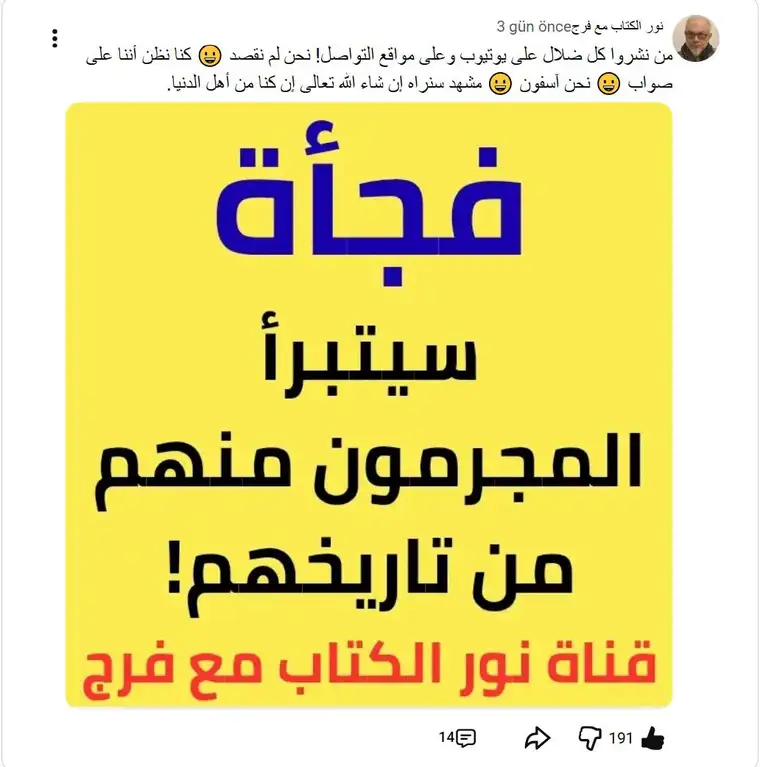 نور الكتاب مع فرج3 gün önce
من نشروا كل ضلال على يوتيوب وعلى مواقع التواصل! نحن لم نقصد 😀 كنا نظن أننا على
صواب 😀 نحن آسفون 😀 مشهد سنراه إن شاء الله تعالى إن كنا من أهل الدنيا.
فجأة
سيتبرأ
المجرمون منهم
من تاريخهم!
قناة نور الكتاب مع فرج
191
14